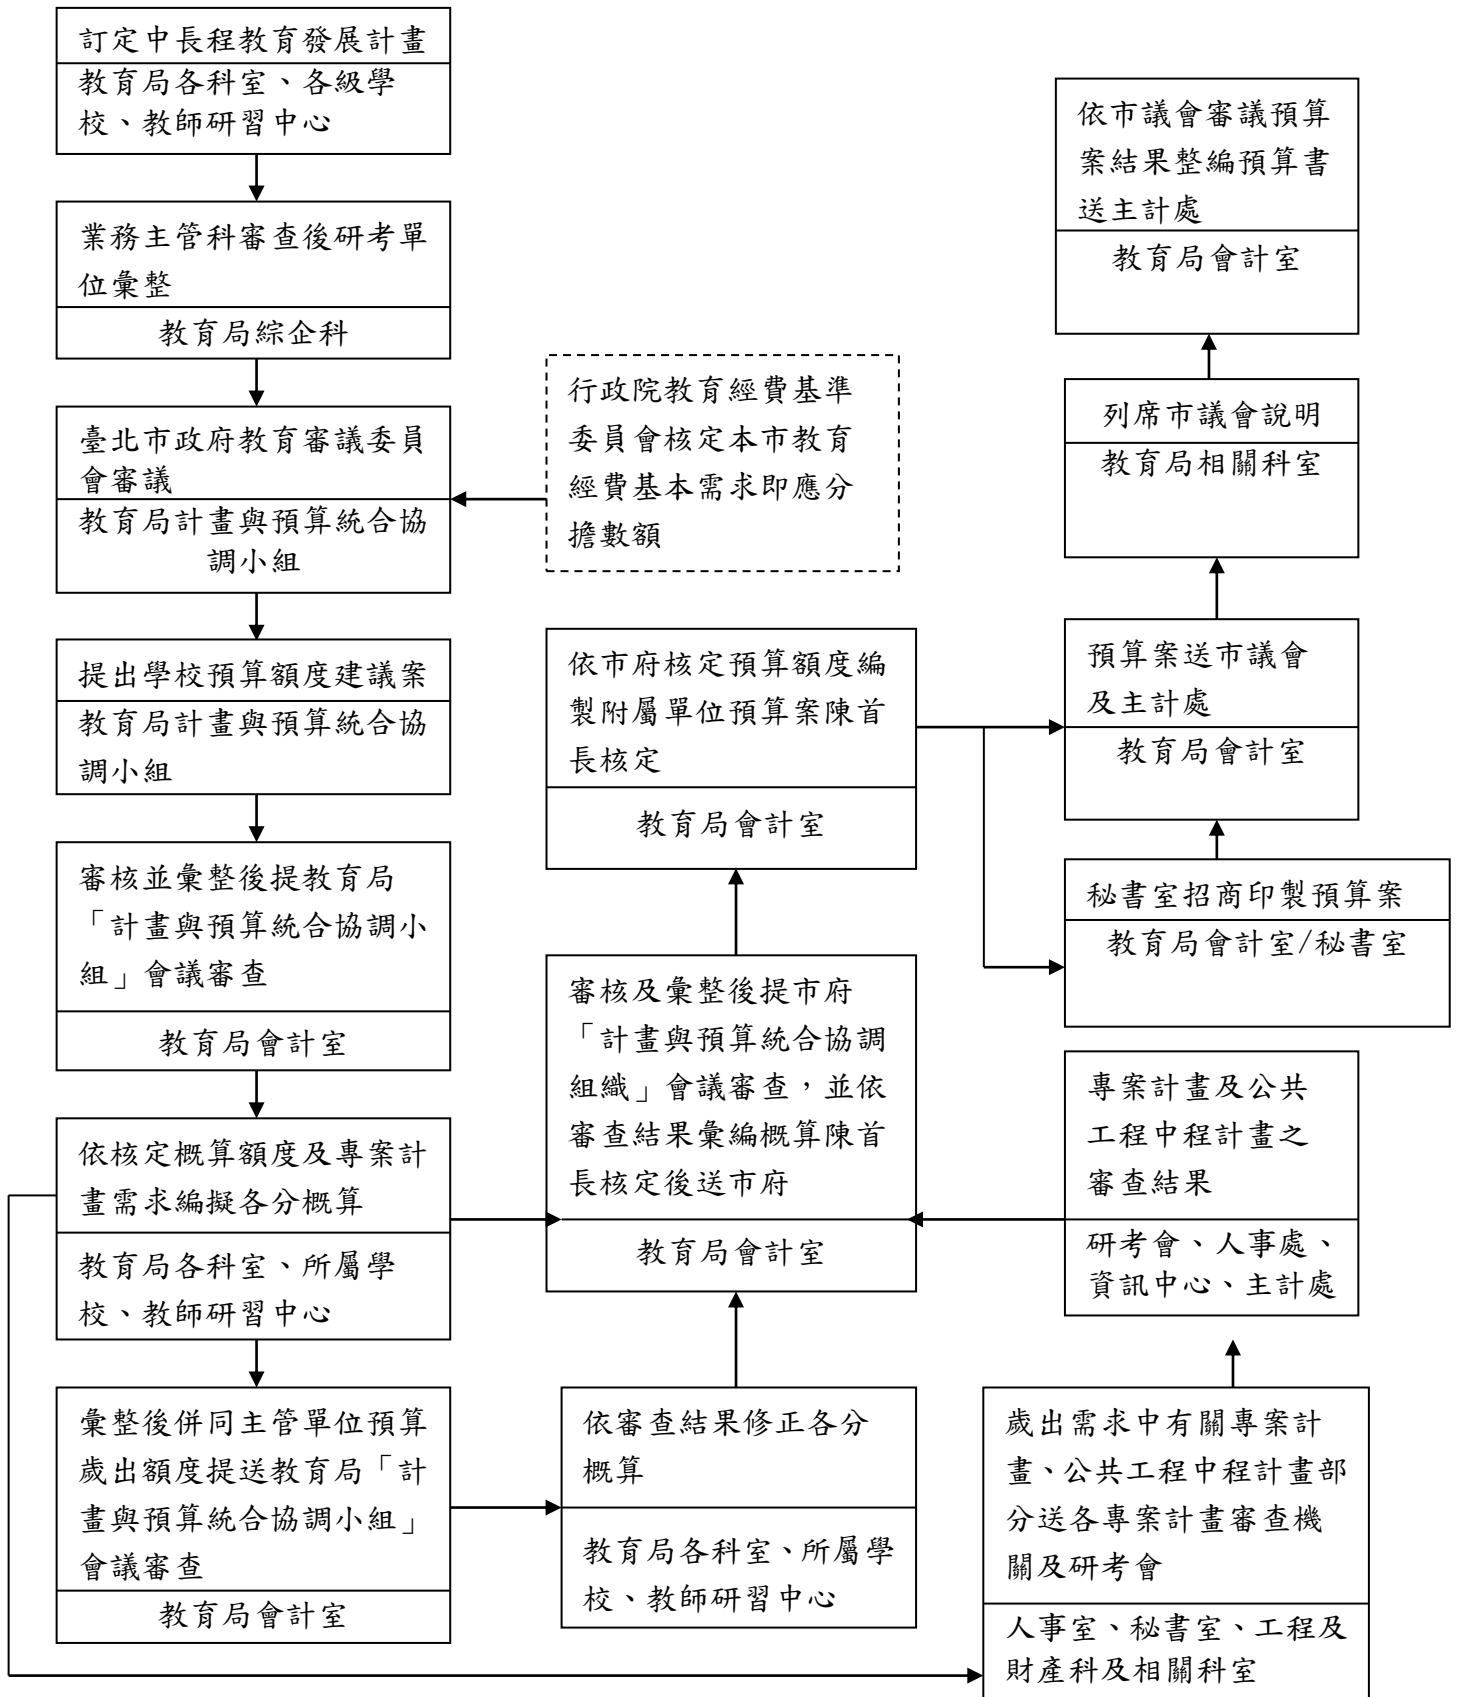 訂定中長程教育發展計畫
教育局各科室、各級學
校、教師研習中心
業務主管科審查後研考單
位彙整
教育局綜企科
臺北市政府教育審議委員
會審議
教育局計畫與預算統合協
調小組
提出學校預算額度建議案
教育局計畫與預算統合協
調小組
審核並彙整後提教育局
「計畫與預算統合協調小
組」會議審查
教育局會計室
依核定概算額度及專案計
畫需求編擬各分概算
教育局各科室、所屬學
校、教師研習中心
彙整後併同主管單位預算
歲出額度提送教育局「計
畫與預算統合協調小組」
會議審查
教育局會計室
行政院教育經費基準
委員會核定本市教育
經費基本需求即應分
擔數額
依市府核定預算額度編
製附屬單位預算案陳首
長核定
教育局會計室
審核及彙整後提市府
「計畫與預算統合協調
組織」會議審查，並依
審查結果彙編概算陳首
長核定後送市府
教育局會計室
依審查結果修正各分
概算
教育局各科室、所屬學
校、教師研習中心
依市議會審議預算
案結果整編預算書
送主計處
教育局會計室
列席市議會說明
教育局相關科室
預算案送市議會
及主計處
教育局會計室
秘書室招商印製預算案
教育局會計室/秘書室
專案計畫及公共
工程中程計畫之
審查結果
研考會、人事處、
資訊中心、主計處
歲出需求中有關專案計
畫、公共工程中程計畫部
分送各專案計畫審查機
關及研考會
人事室、秘書室、工程及
財產科及相關科室